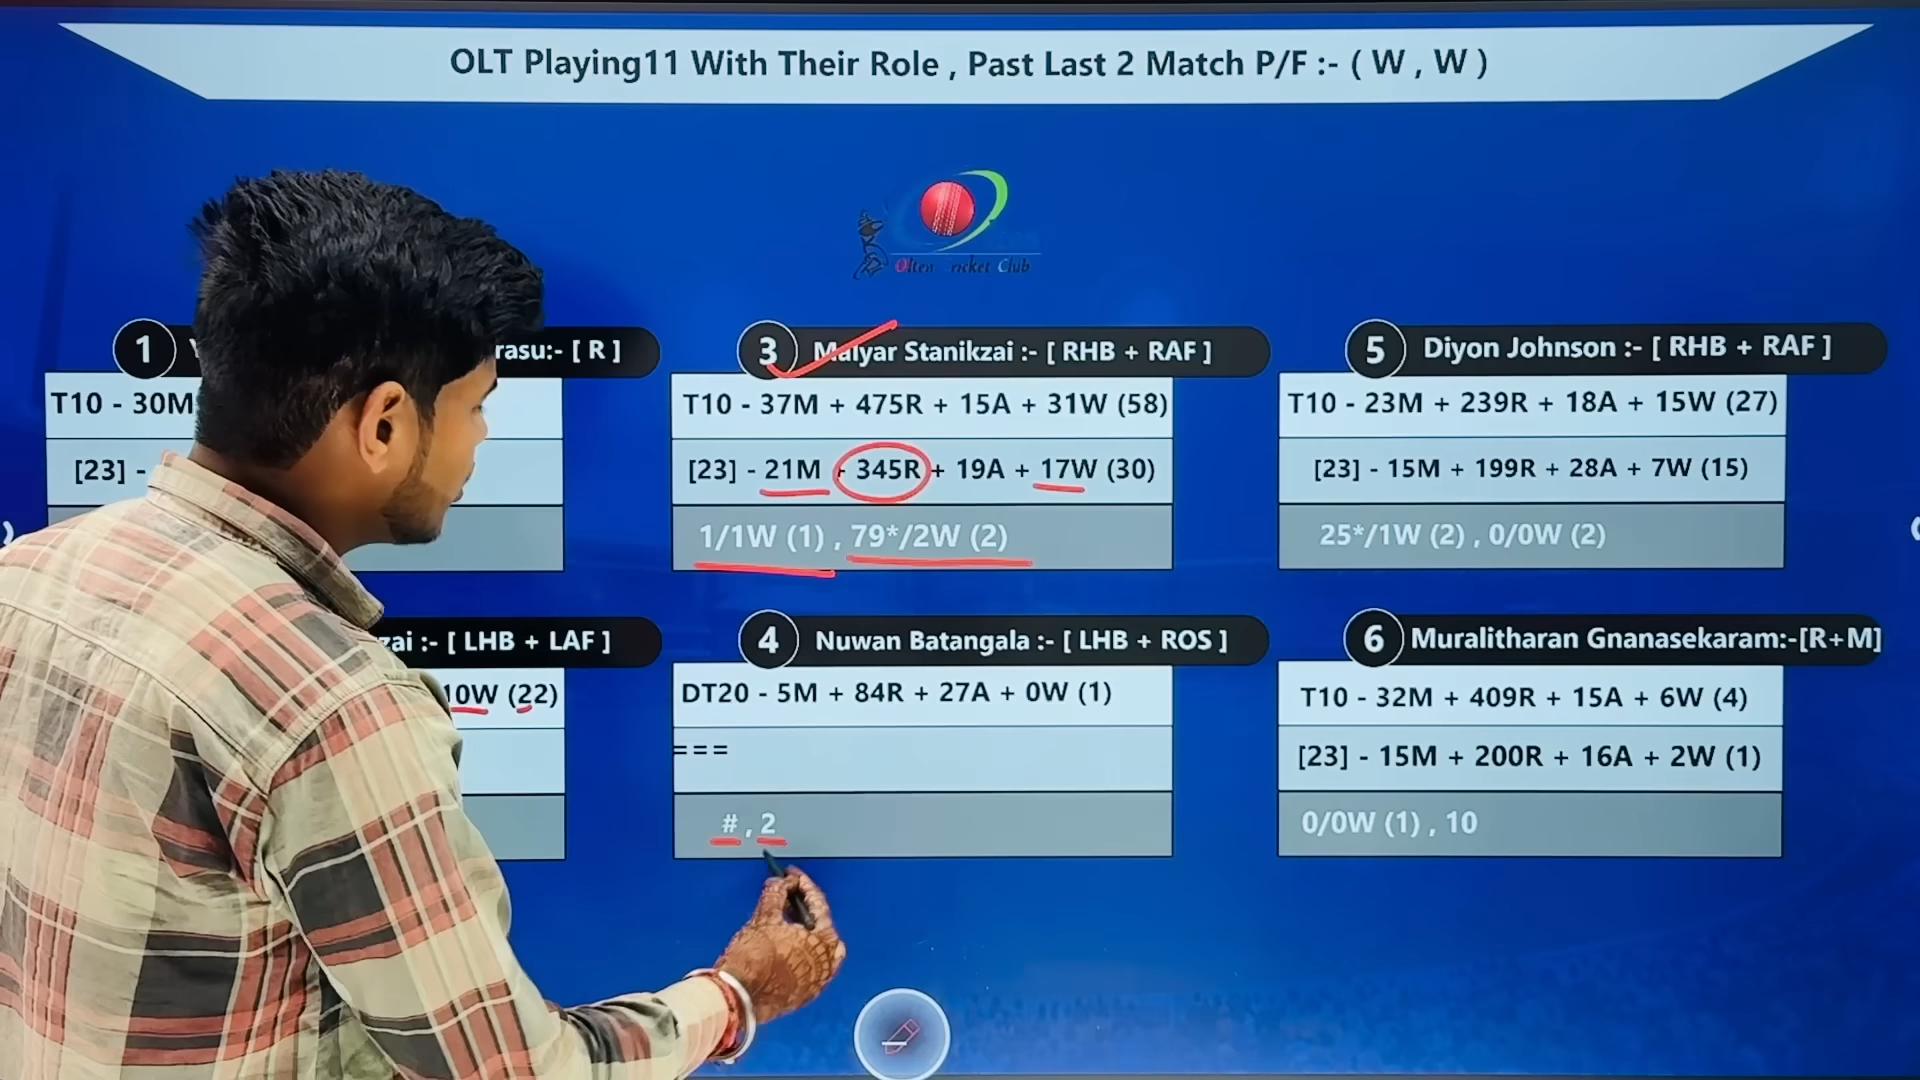 OLT Playing11 With Their Role , Past Last 2 Match P/F :- ( W , W )
Olten Cricket Club
1
rasu:- [ R ]
T10 - 30M
[23] -
zai :- [ LHB + LAF ]
10W (22)
3 Malyar Stanikzai :- [ RHB + RAF ]
T10 - 37M + 475R + 15A + 31W (58)
[23] - 21M + 345R + 19A + 17W (30)
1/1W (1) , 79*/2W (2)
4 Nuwan Batangala :- [ LHB + ROS ]
DT20 - 5M + 84R + 27A + 0W (1)
===
# , 2
5 Diyon Johnson :- [ RHB + RAF ]
T10 - 23M + 239R + 18A + 15W (27)
[23] - 15M + 199R + 28A + 7W (15)
25*/1W (2) , 0/0W (2)
6 Muralitharan Gnanasekaram:-[R+M]
T10 - 32M + 409R + 15A + 6W (4)
[23] - 15M + 200R + 16A + 2W (1)
0/0W (1) , 10